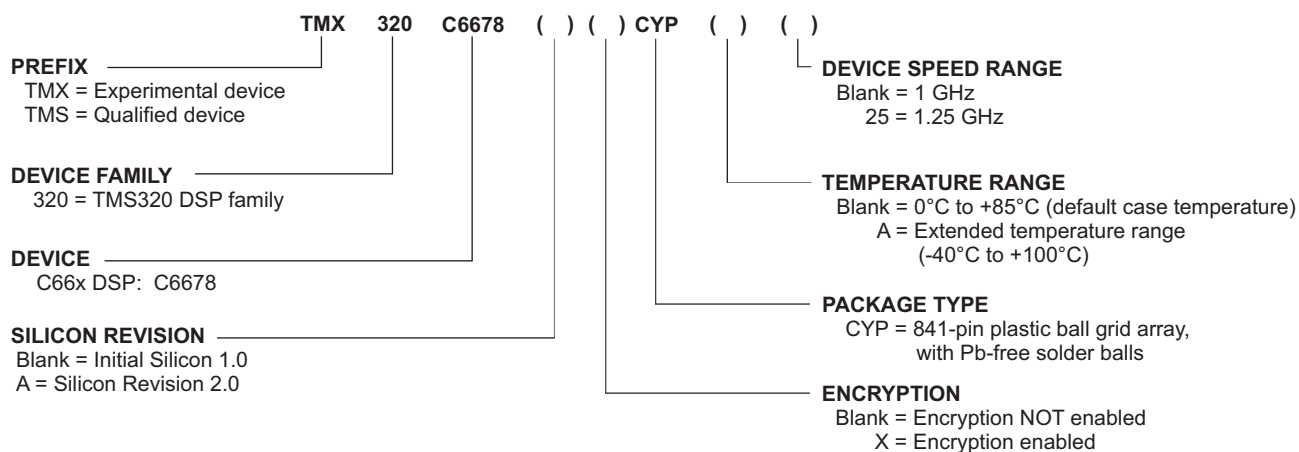 TMX 320 C6678 ( ) ( ) CYP ( ) ( )
PREFIX
TMX = Experimental device
TMS = Qualified device
DEVICE FAMILY
320 = TMS320 DSP family
DEVICE
C66x DSP: C6678
SILICON REVISION
Blank = Initial Silicon 1.0
A = Silicon Revision 2.0
DEVICE SPEED RANGE
Blank = 1 GHz
25 = 1.25 GHz
TEMPERATURE RANGE
Blank = 0°C to +85°C (default case temperature)
A = Extended temperature range
(-40°C to +100°C)
PACKAGE TYPE
CYP = 841-pin plastic ball grid array,
with Pb-free solder balls
ENCRYPTION
Blank = Encryption NOT enabled
X = Encryption enabled